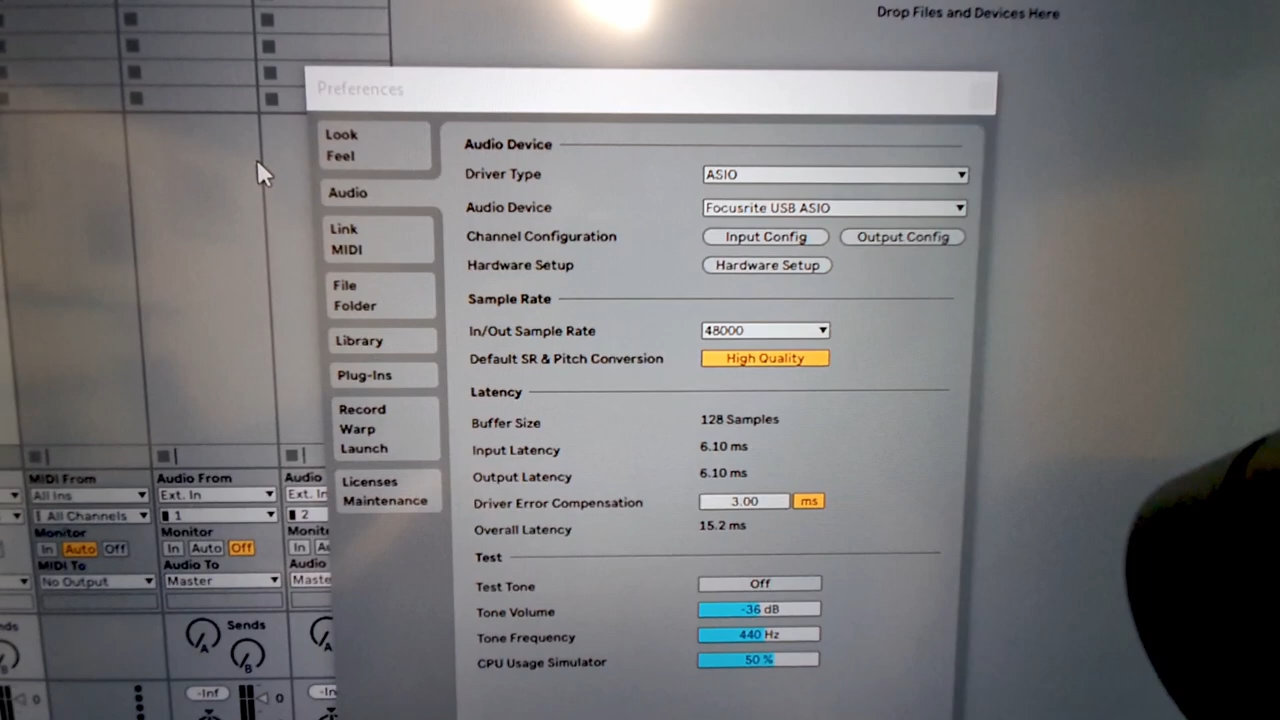 Drop Files and Devices Here
Preferences
Look
Feel
Audio
Link
MIDI
File
Folder
Library
Plug-Ins
Record
Warp
Launch
Licenses
Maintenance
Audio Device
Driver Type ASIO
Audio Device Focusrite USB ASIO
Channel Configuration Input Config Output Config
Hardware Setup Hardware Setup
Sample Rate
In/Out Sample Rate 48000
Default SR & Pitch Conversion High Quality
Latency
Buffer Size 128 Samples
Input Latency 6.10 ms
Output Latency 6.10 ms
Driver Error Compensation 3.00 ms
Overall Latency 15.2 ms
Test
Test Tone Off
Tone Volume -36 dB
Tone Frequency 440 Hz
CPU Usage Simulator 50 %
MIDI From Audio From Audio
All Ins Ext. In Ext. In
All Channels 1 2
Monitor Monitor
In Auto Off In Auto Off In
MIDI To Audio To Audio
No Output Master
Sends
A B A
-Inf 0
0